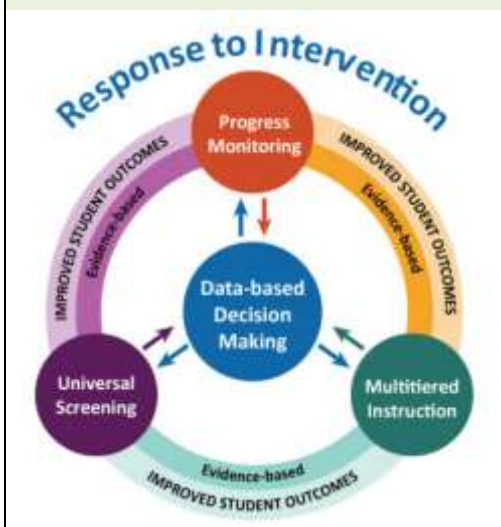 Response to Intervention
Progress
Monitoring
IMPROVED STUDENT OUTCOMES
Evidence-based
IMPROVED STUDENT OUTCOMES
Evidence-based
Data-based
Decision
Making
Universal
Screening
Multitiered
Instruction
Evidence-based
IMPROVED STUDENT OUTCOMES